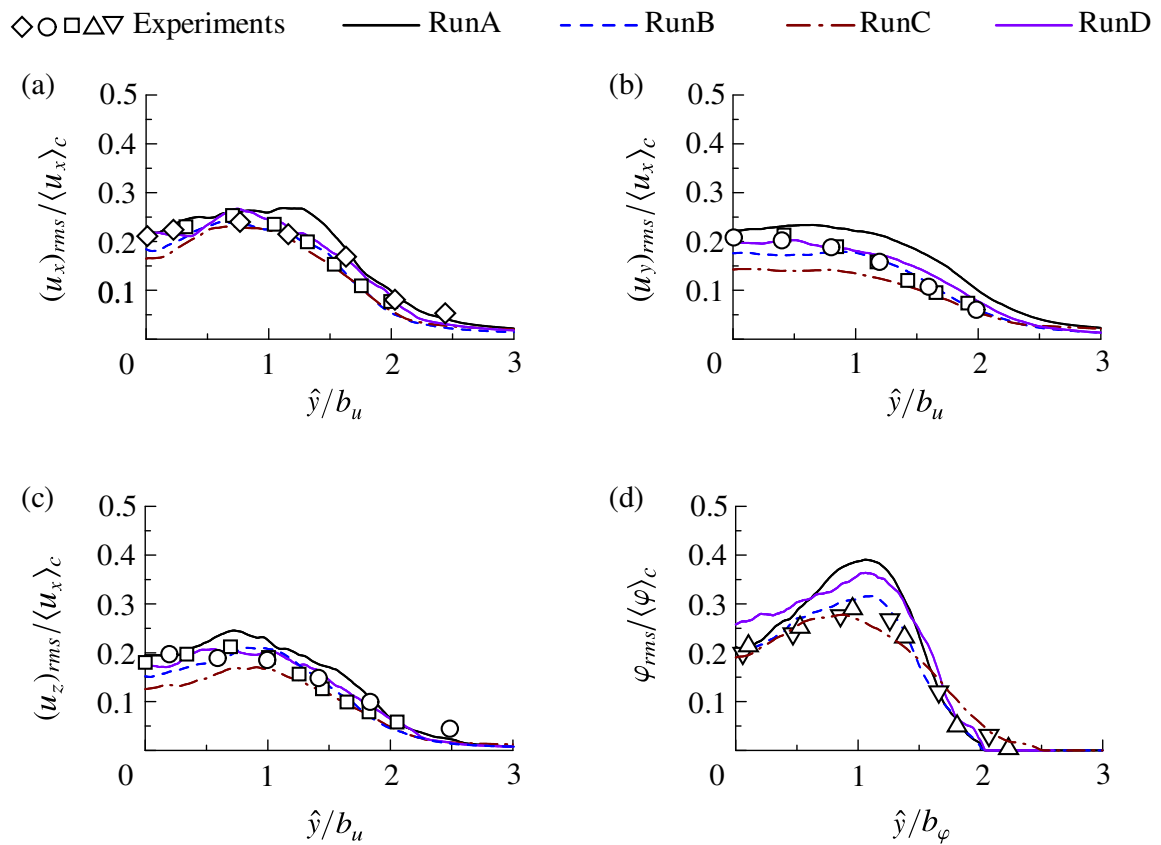 ◇○□△▽ Experiments RunA RunB RunC RunD
(a) (b)
0.5 0.5
0.4 0.4
0.3 0.3
0.2 0.2
0.1 0.1
(u_x)_rms/⟨u_x⟩_c (u_y)_rms/⟨u_x⟩_c
0 1 2 3 0 1 2 3
ŷ/b_u ŷ/b_u
(c) (d)
0.5 0.5
0.4 0.4
0.3 0.3
0.2 0.2
0.1 0.1
(u_z)_rms/⟨u_x⟩_c φ_rms/⟨φ⟩_c
0 1 2 3 0 1 2 3
ŷ/b_u ŷ/b_φ